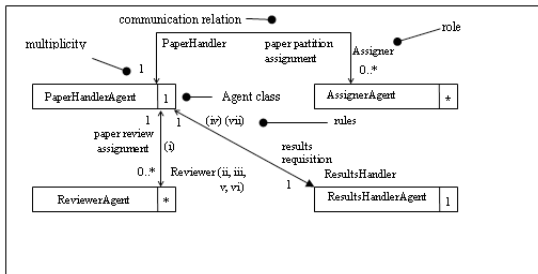 communication relation
role
multiplicity
PaperHandler
paper partition
assignment
Assigner
1
0..*
PaperHandlerAgent
1
Agent class
AssignerAgent
*
1
1
(iv) (vii)
rules
paper review
assignment
(i)
results
requisition
0..*
Reviewer (ii, iii,
v, vi)
1
ResultsHandler
ReviewerAgent
*
ResultsHandlerAgent
1